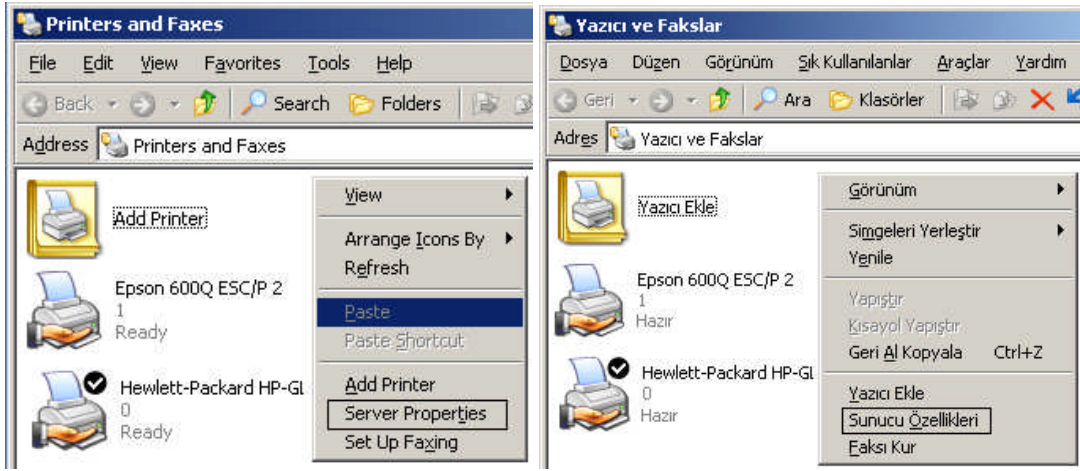 Printers and Faxes
File Edit View Favorites Tools Help
Back Search Folders
Address Printers and Faxes
Add Printer
Epson 600Q ESC/P 2
1
Ready
Hewlett-Packard HP-GL
0
Ready
View
Arrange Icons By
Refresh
Paste
Paste Shortcut
Add Printer
Server Properties
Set Up Faxing
Yazıcı ve Fakslar
Dosya Düzen Görünüm Sık Kullanılanlar Araçlar Yardım
Geri Ara Klasörler
Adres Yazıcı ve Fakslar
Yazıcı Ekle
Epson 600Q ESC/P 2
1
Hazır
Hewlett-Packard HP-GL
0
Hazır
Görünüm
Simgeleri Yerleştir
Yenile
Yapıştır
Kısayol Yapıştır
Geri Al Kopyala Ctrl+Z
Yazıcı Ekle
Sunucu Özellikleri
Faksı Kur